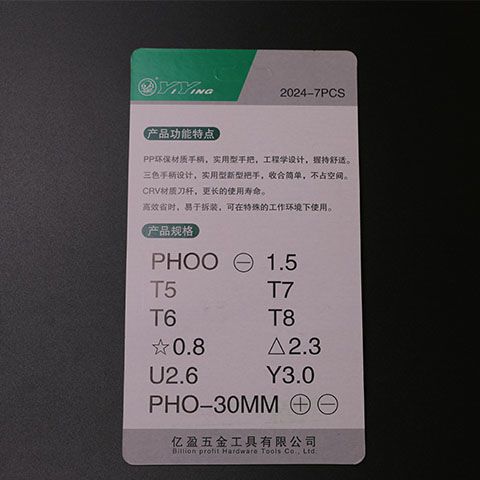 YIYING
2024-7PCS
产品功能特点
PP环保材质手柄，实用型手把，工程学设计，握持舒适。
三色手柄设计，实用型新型把手，收合简单，不占空间。
CRV材质刀杆，更长的使用寿命。
高效省时，易于拆装，可在特殊的工作环境下使用。
产品规格
PHOO ⊖ 1.5
T5 T7
T6 T8
☆0.8 △2.3
U2.6 Y3.0
PHO-30MM ⊕⊖
亿盈五金工具有限公司
Billion profit Hardware Tools Co., Ltd.